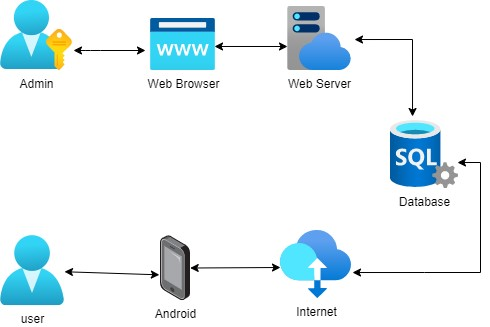 WWW
Admin
Web Browser
Web Server
SQL
Database
user
Android
Internet